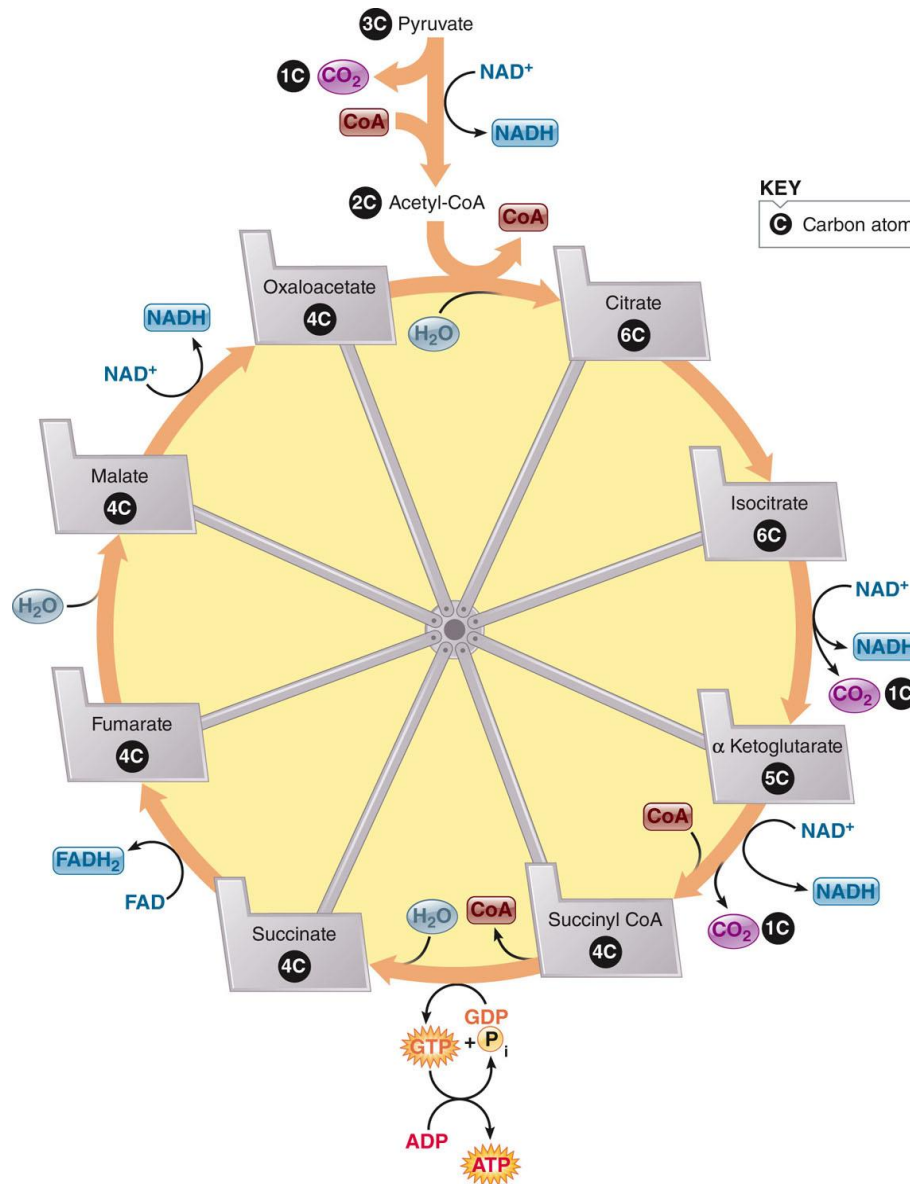 3C Pyruvate
1C CO₂
NAD⁺
CoA
NADH
2C Acetyl-CoA
CoA
KEY
C Carbon atom
Oxaloacetate
4C
Citrate
6C
H₂O
NADH
NAD⁺
Malate
4C
Isocitrate
6C
H₂O
NAD⁺
NADH
CO₂ 1C
Fumarate
4C
α Ketoglutarate
5C
CoA
NAD⁺
NADH
CO₂ 1C
FADH₂
FAD
Succinate
4C
H₂O
CoA
Succinyl CoA
4C
GDP
GTP + Pᵢ
ADP
ATP